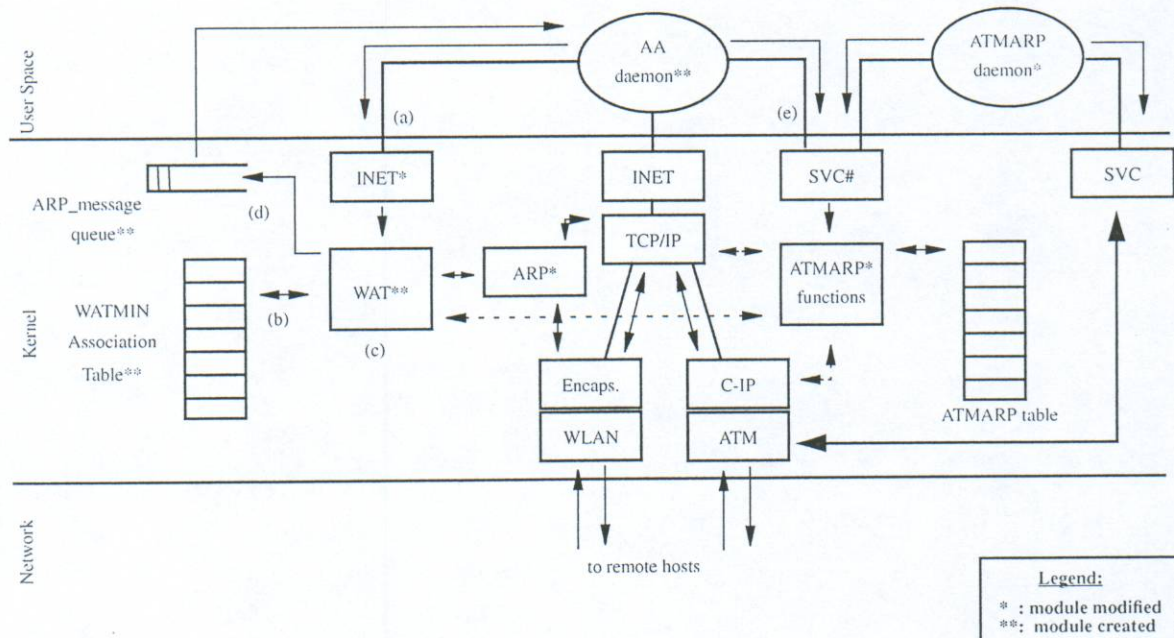 User Space
AA
daemon**
ATMARP
daemon*
(a)
(e)
INET*
INET
SVC#
SVC
ARP_message
queue**
(d)
TCP/IP
ARP*
ATMARP*
functions
WAT**
Kernel
WATMIN
Association
Table**
(b)
(c)
Encaps.
C-IP
ATMARP table
WLAN
ATM
Network
to remote hosts
Legend:
* : module modified
**: module created